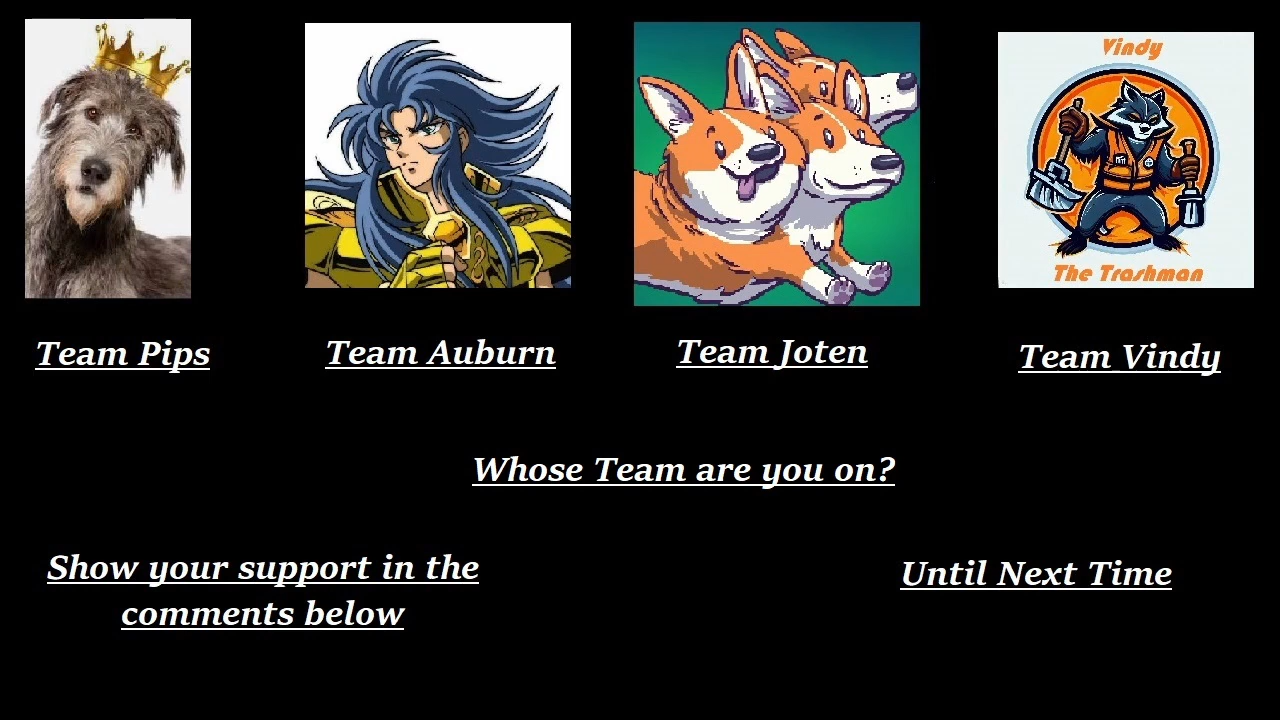 Vindy
The Trashman
Team Pips
Team Auburn
Team Joten
Team Vindy
Whose Team are you on?
Show your support in the
comments below
Until Next Time